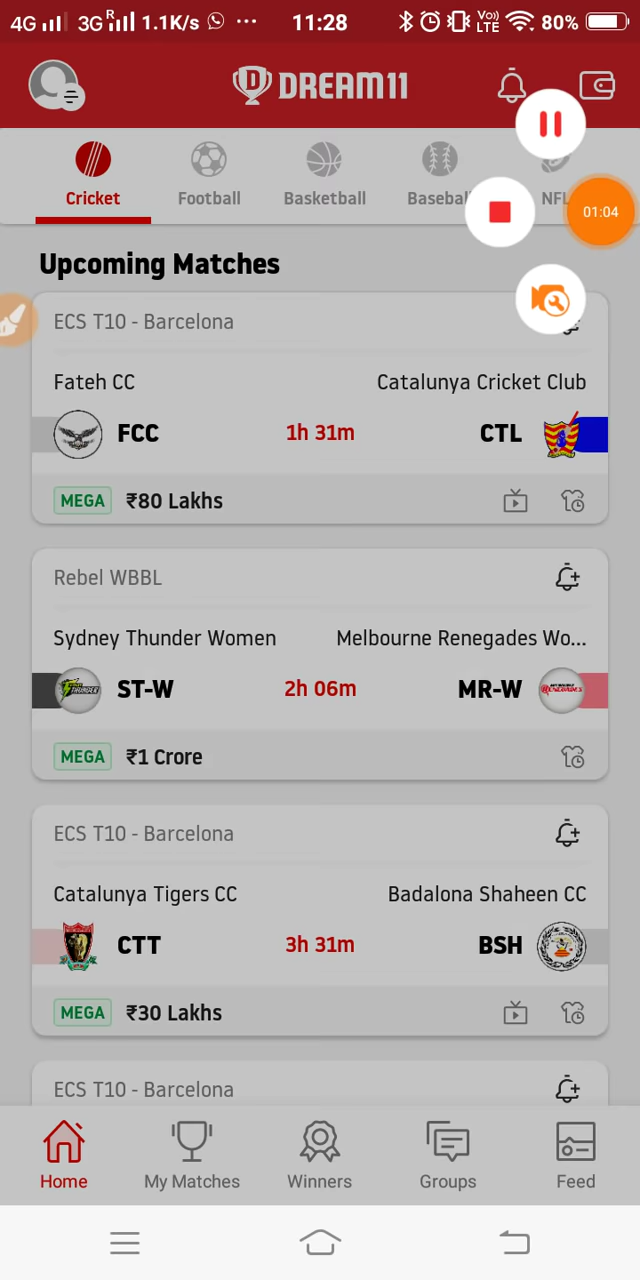 4G 3G R 1.1K/s ... 11:28 Vo) LTE 80%
DREAM11
Cricket Football Basketball Basebal NFL
01:04
Upcoming Matches
ECS T10 - Barcelona
Fateh CC Catalunya Cricket Club
FCC 1h 31m CTL
MEGA ₹80 Lakhs
Rebel WBBL
Sydney Thunder Women Melbourne Renegades Wo...
ST-W 2h 06m MR-W
MEGA ₹1 Crore
ECS T10 - Barcelona
Catalunya Tigers CC Badalona Shaheen CC
CTT 3h 31m BSH
MEGA ₹30 Lakhs
ECS T10 - Barcelona
Home My Matches Winners Groups Feed